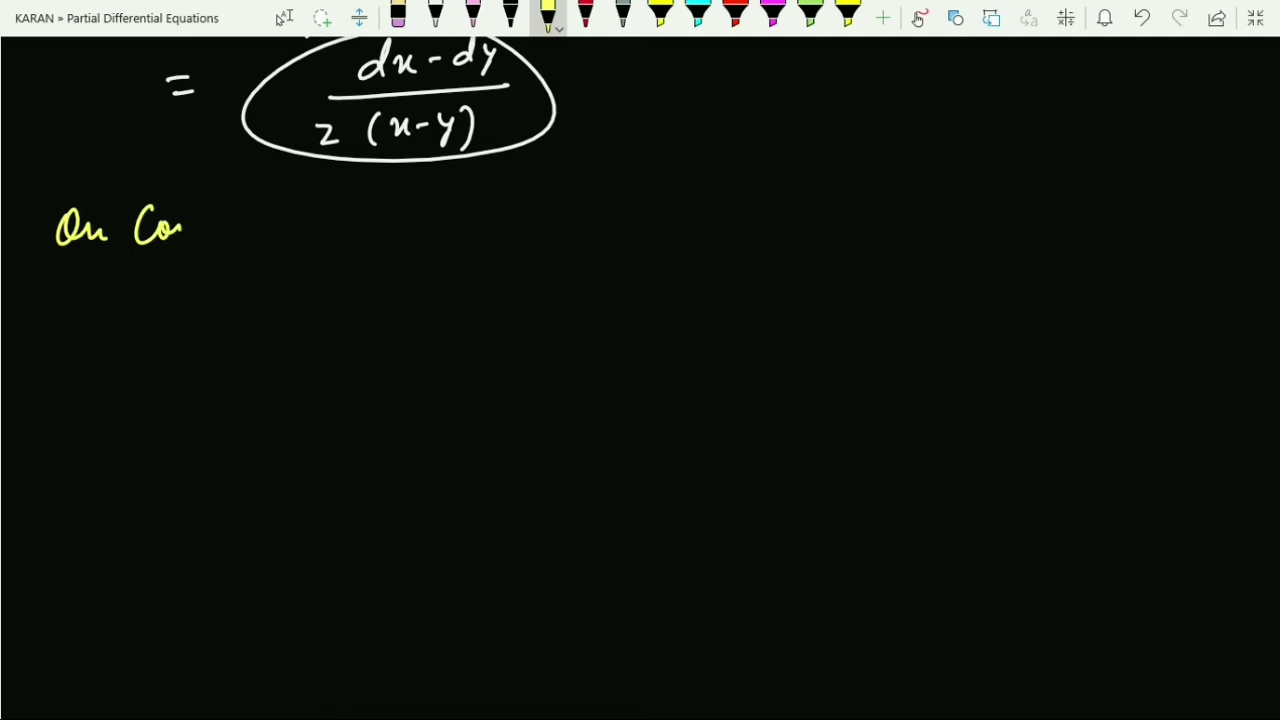 KARAN » Partial Differential Equations
dx - dy
=
z (x-y)
On Co